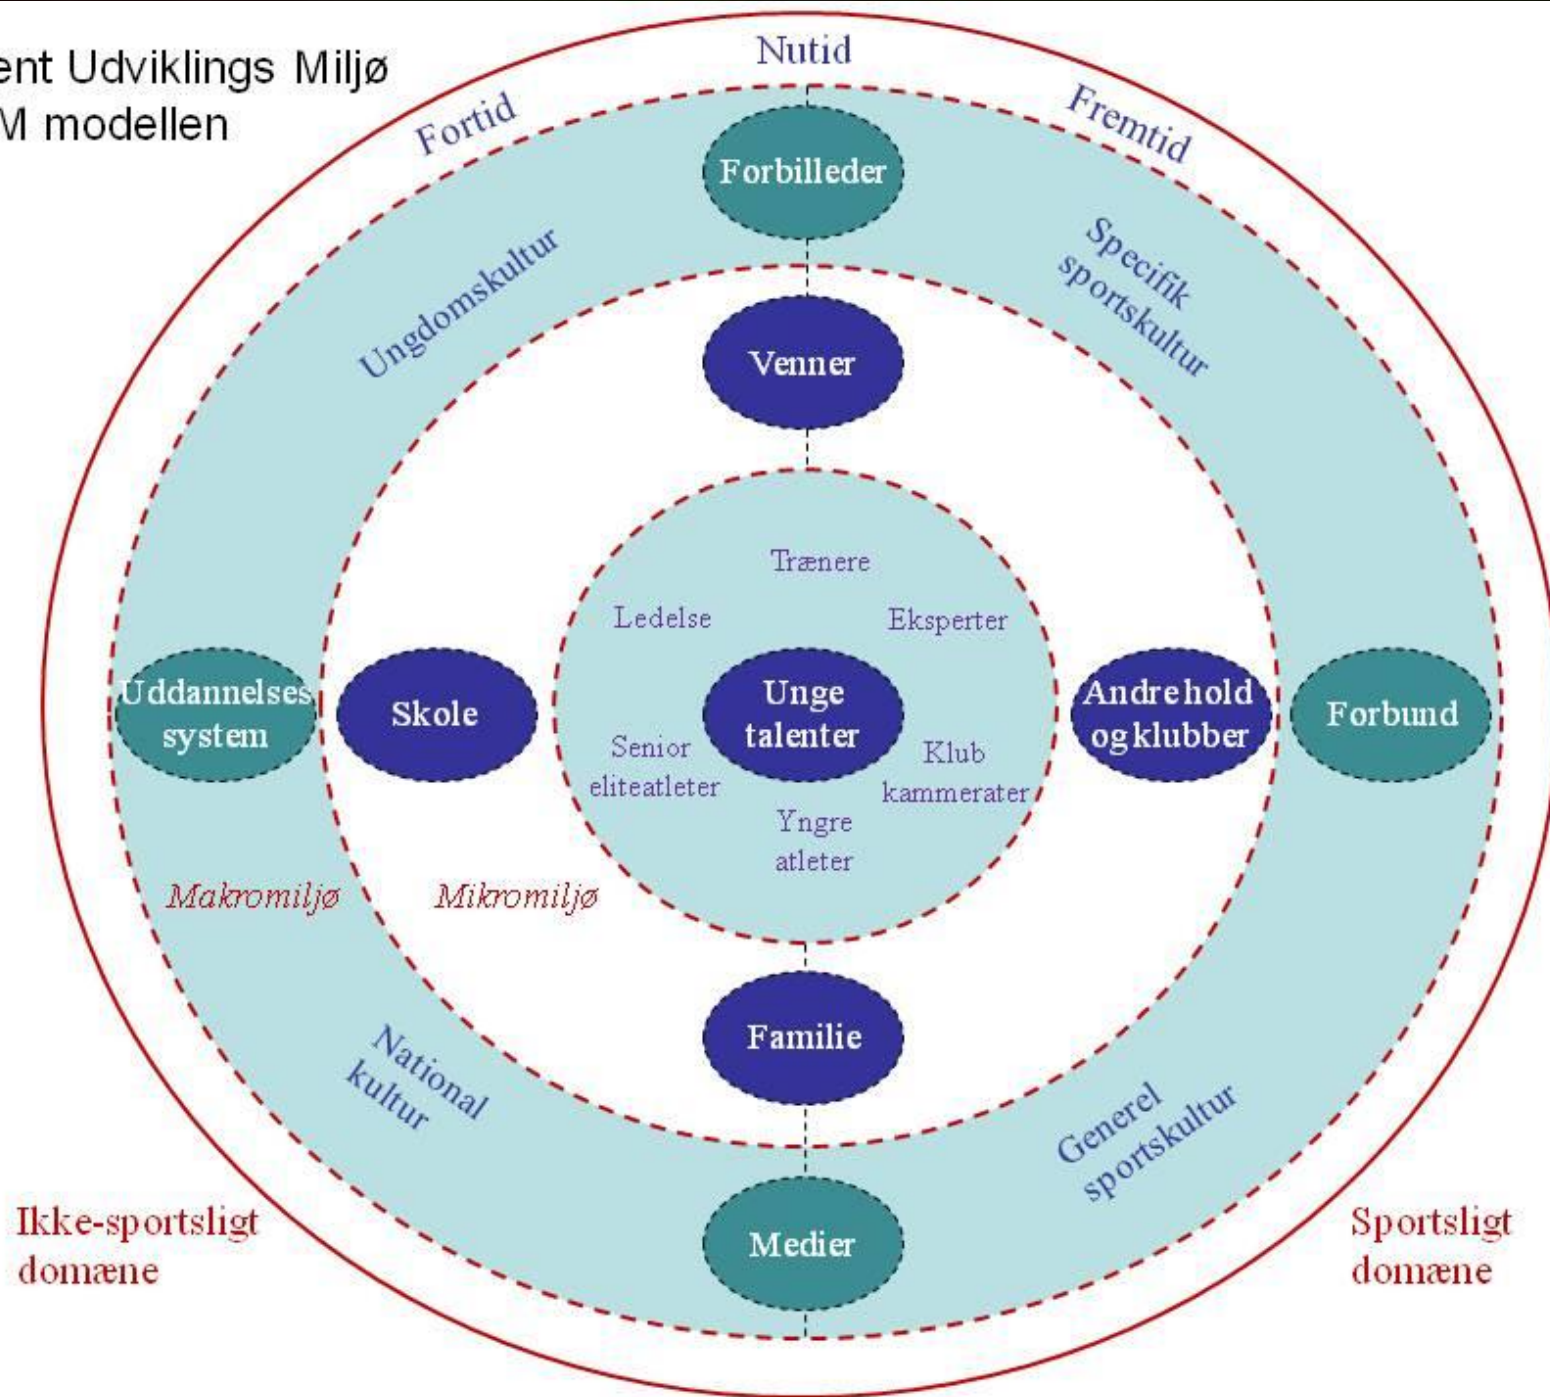 ent Udviklings Miljø
M modellen
Nutid
Fortid
Fremtid
Forbilleder
Ungdomskultur
Specifik
sportskultur
Venner
Trænere
Ledelse
Eksperter
Uddannelses
system
Skole
Unge
talenter
Andre hold
og klubber
Forbund
Senior
eliteatleter
Klub
kammerater
Yngre
atleter
Makromiljø
Mikromiljø
Familie
National
kultur
Generel
sportskultur
Medier
Ikke-sportsligt
domæne
Sportsligt
domæne